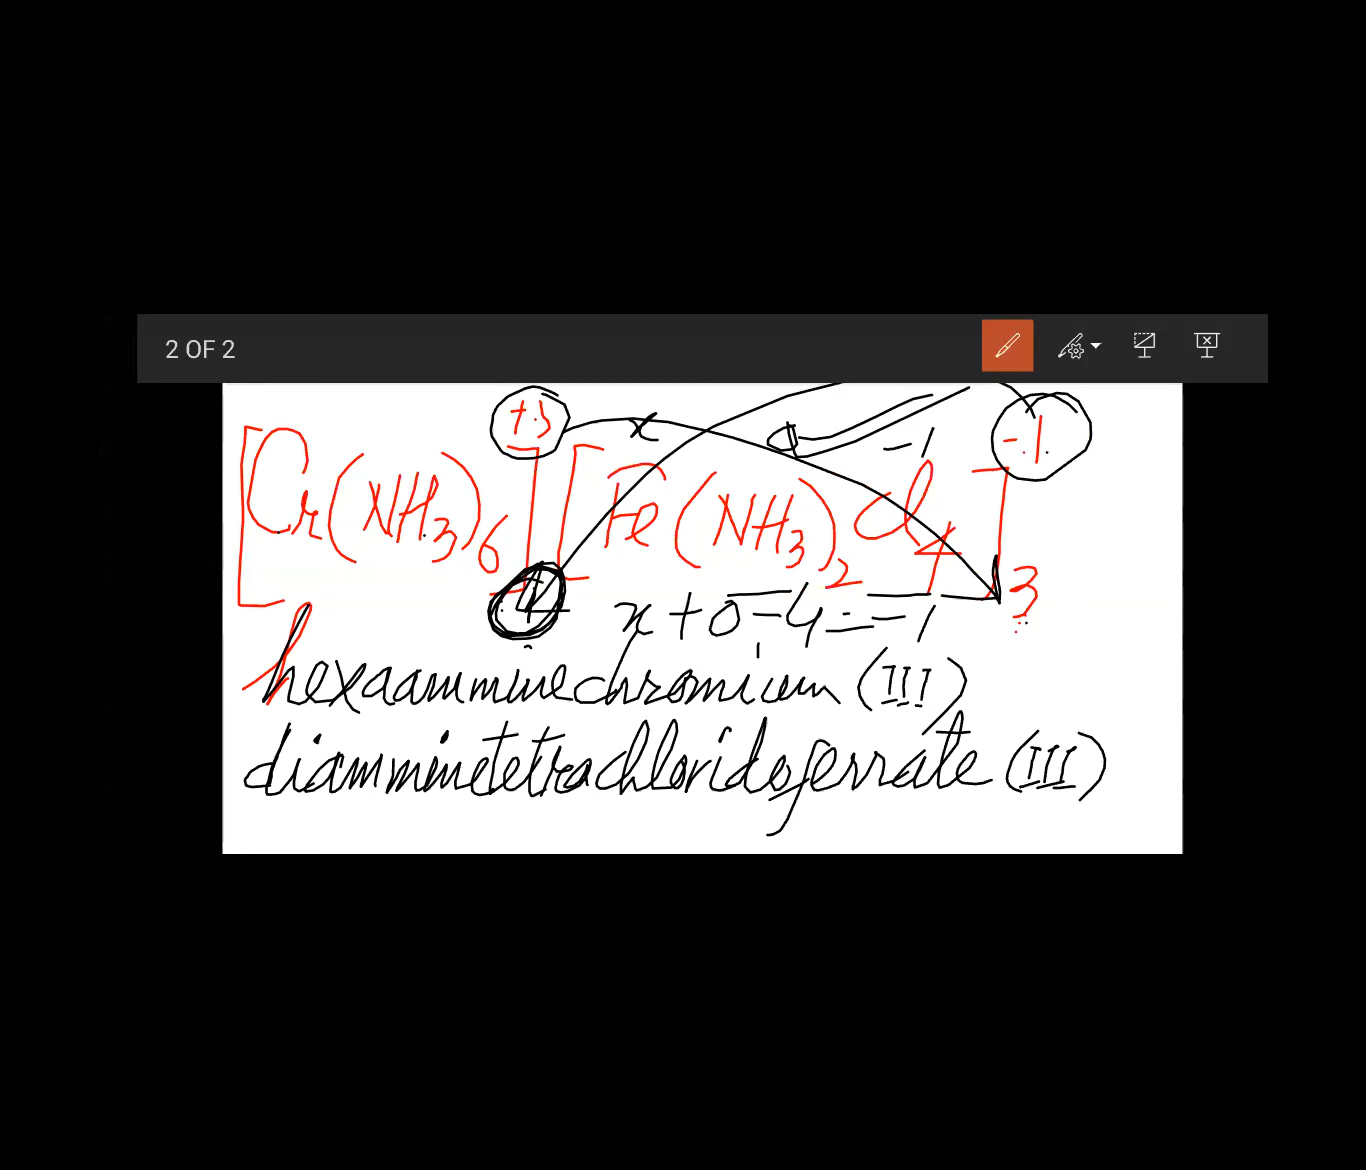 2 OF 2
+3 x -1 -1
[Cr(NH3)6][Fe(NH3)2Cl4]3
x+0-4=-1
hexaamminechromium(III)
diamminetetrachloridoferrate(III)